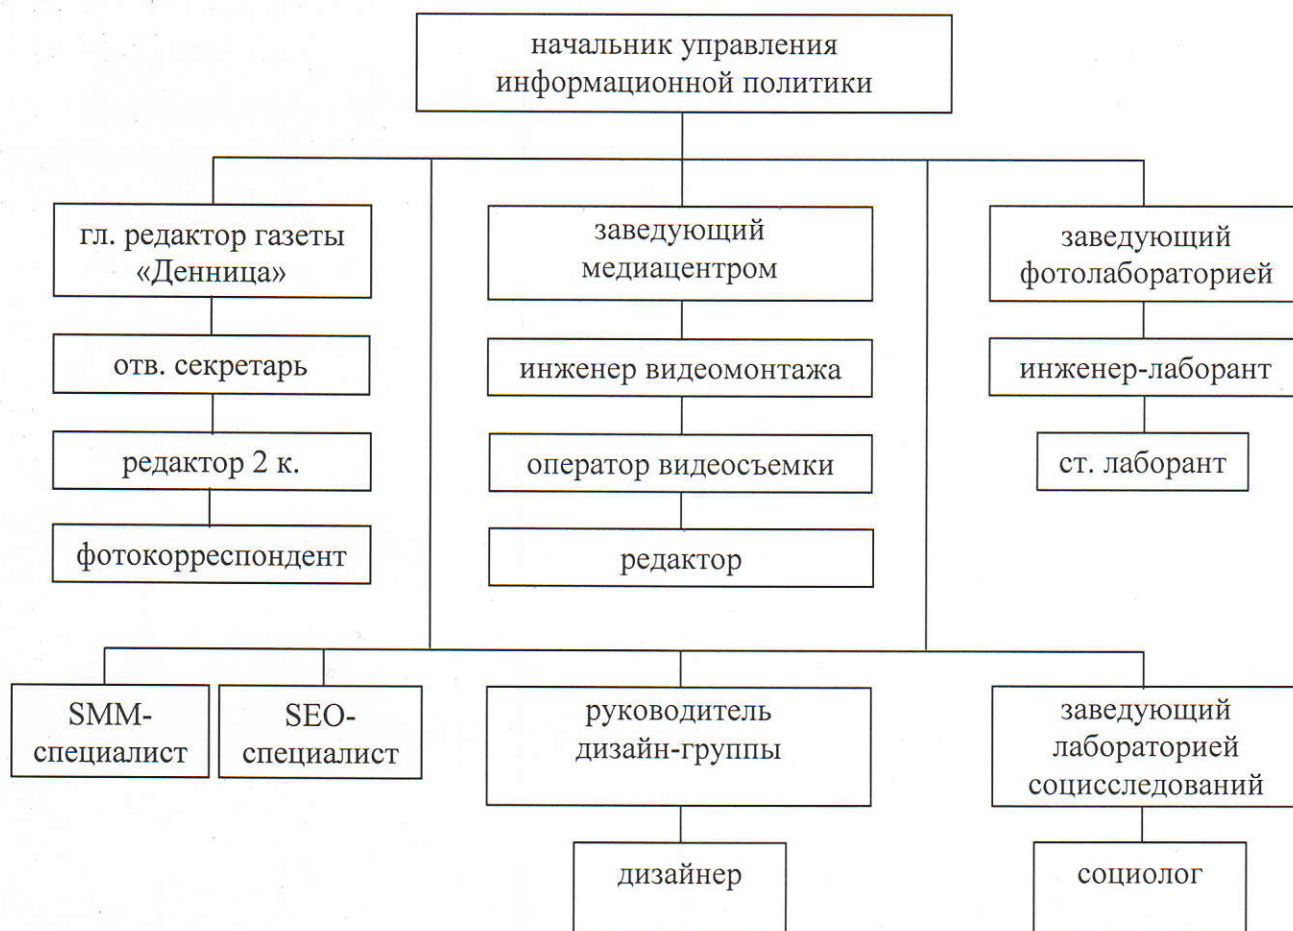 начальник управления
информационной политики
гл. редактор газеты
«Денница»
заведующий
медиацентром
заведующий
фотолабораторией
отв. секретарь
инженер видеомонтажа
инженер-лаборант
редактор 2 к.
оператор видеосъемки
ст. лаборант
фотокорреспондент
редактор
SMM-
специалист
SEO-
специалист
руководитель
дизайн-группы
заведующий
лабораторией
социсследований
дизайнер
социолог